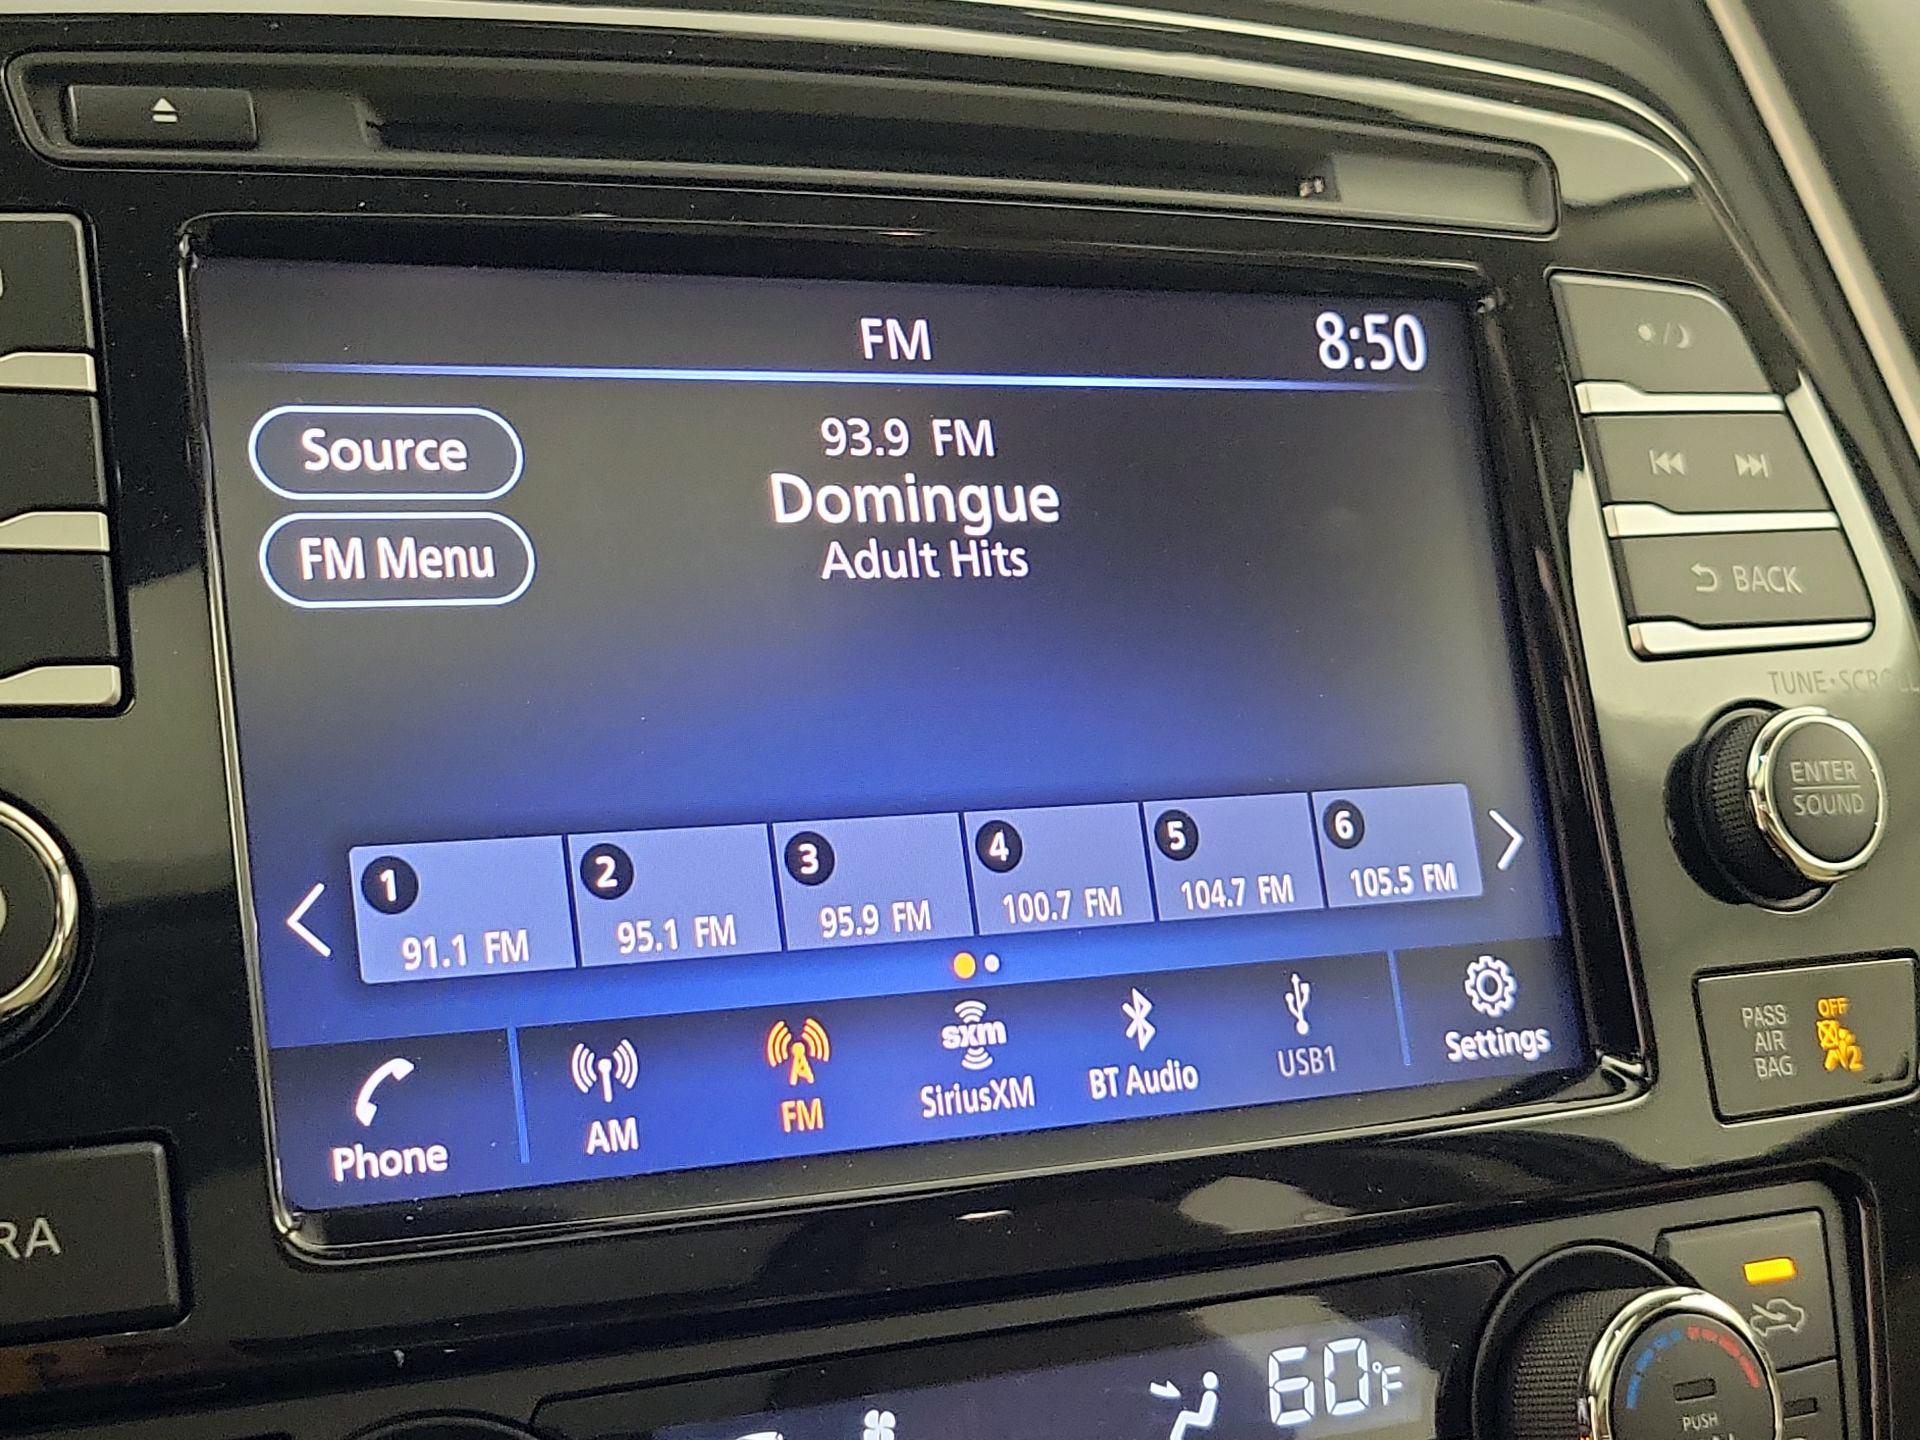 FM
8:50
Source
93.9 FM
Domingue
FM Menu
Adult Hits
BACK
TUNE•SCROLL
ENTER
SOUND
1
2
3
4
5
6
91.1 FM
95.1 FM
95.9 FM
100.7 FM
104.7 FM
105.5 FM
Phone
AM
FM
sxm
SiriusXM
BT Audio
USB1
Settings
PASS
AIR
BAG
OFF
2
RA
60°F
PUSH